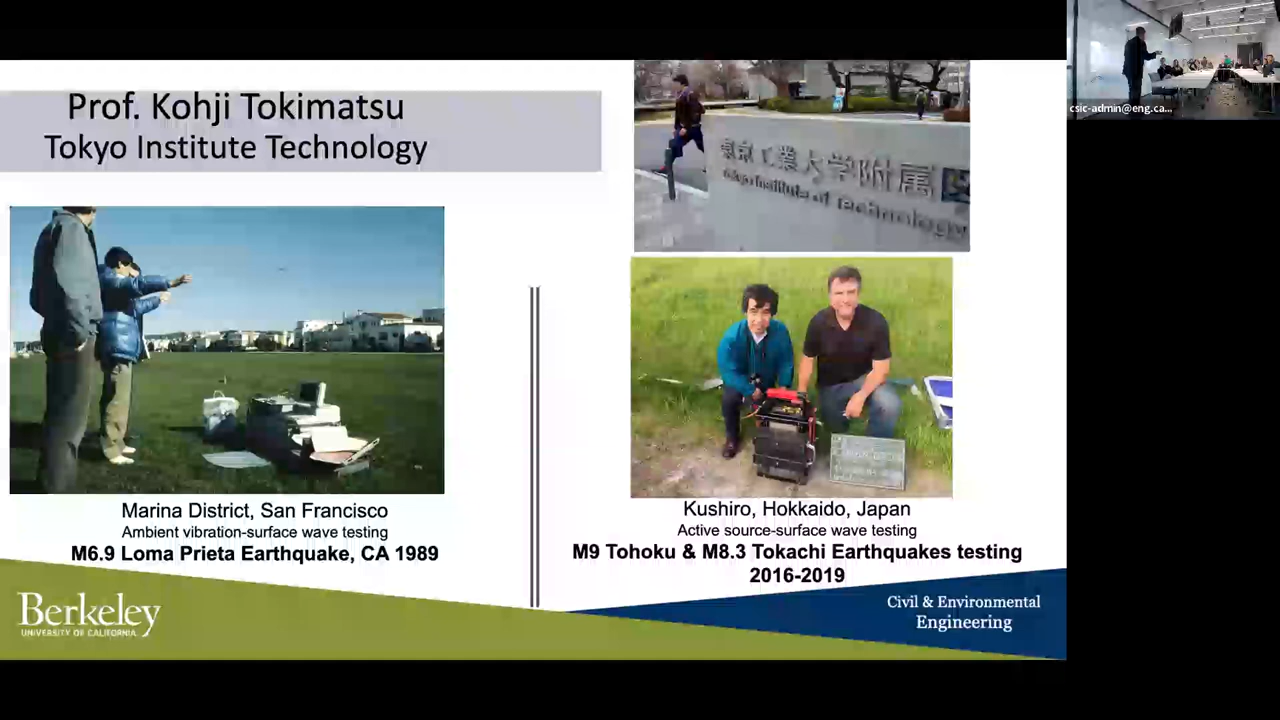 Prof. Kohji Tokimatsu
Tokyo Institute Technology
東京工業大学附属
Tokyo Institute of Technology
Marina District, San Francisco
Ambient vibration-surface wave testing
M6.9 Loma Prieta Earthquake, CA 1989
Kushiro, Hokkaido, Japan
Active source-surface wave testing
M9 Tohoku & M8.3 Tokachi Earthquakes testing
2016-2019
Berkeley
UNIVERSITY OF CALIFORNIA
Civil & Environmental
Engineering
csic-admin@eng.ca...